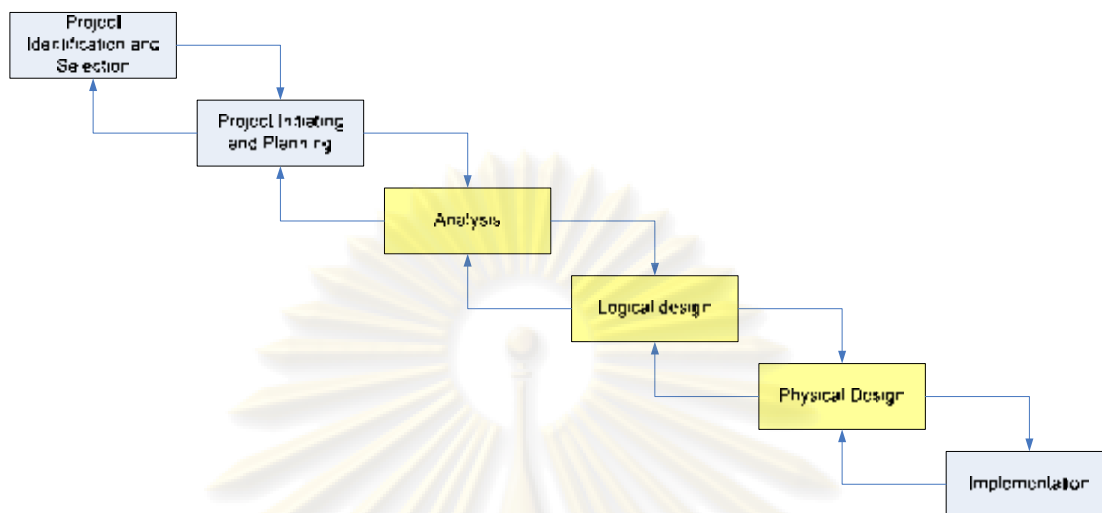 Project
Identification and
Selection
Project Initiating
and Planning
Analysis
Logical design
Physical Design
Implementation